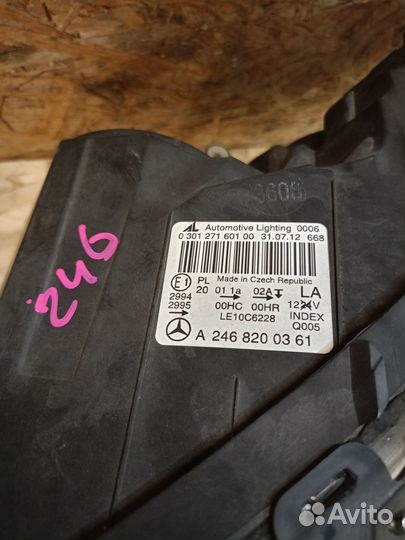 3608
AL Automotive Lighting 0006
0 301 271 601 00 31.07.12 668
Made in Czech Republic
E1 PL 01 1a 02A LA
2994 20 → 12V
2995 00HC 00HR INDEX
→ LE10C6228 Q005
A 246 820 03 61
246
Avito